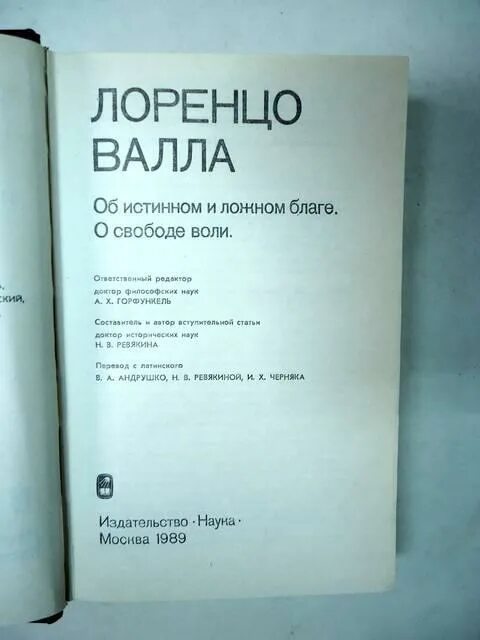 ский,
ЛОРЕНЦО
ВАЛЛА
Об истинном и ложном благе.
О свободе воли.
Ответственный редактор
доктор философских наук
А. Х. ГОРФУНКЕЛЬ
Составитель и автор вступительной статьи
доктор исторических наук
Н. В. РЕВЯКИНА
Перевод с латинского
В. А. АНДРУШКО, Н. В. РЕВЯКИНОЙ, И. Х. ЧЕРНЯКА
Издательство · Наука ·
Москва 1989